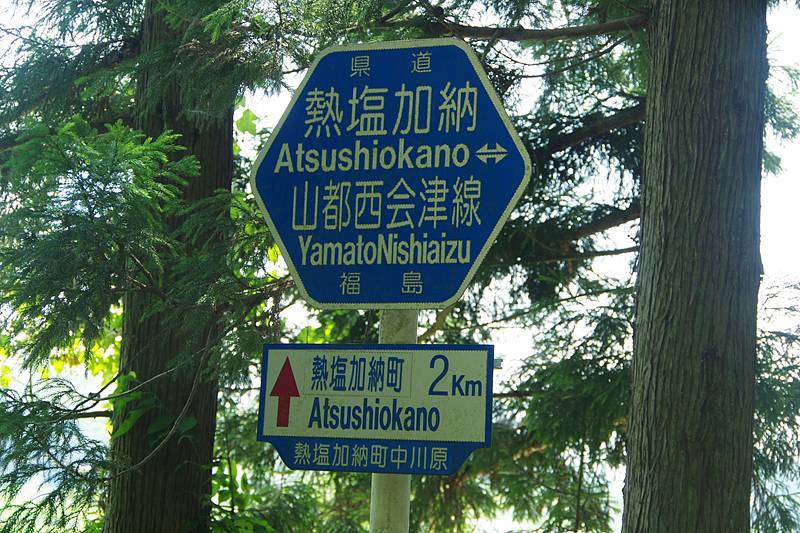 県道
熱塩加納
Atsushiokano ⇔
山都西会津線
YamatoNishiaizu
福島
熱塩加納町 2Km
Atsushiokano
熱塩加納町中川原